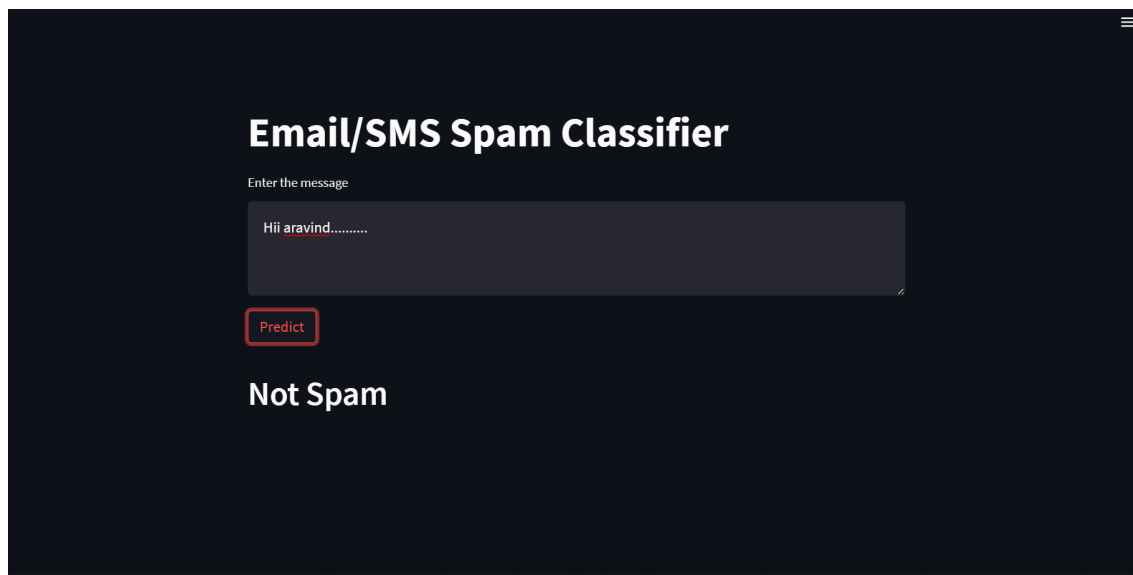 Email/SMS Spam Classifier
Enter the message
Hii aravind..........
Predict
Not Spam